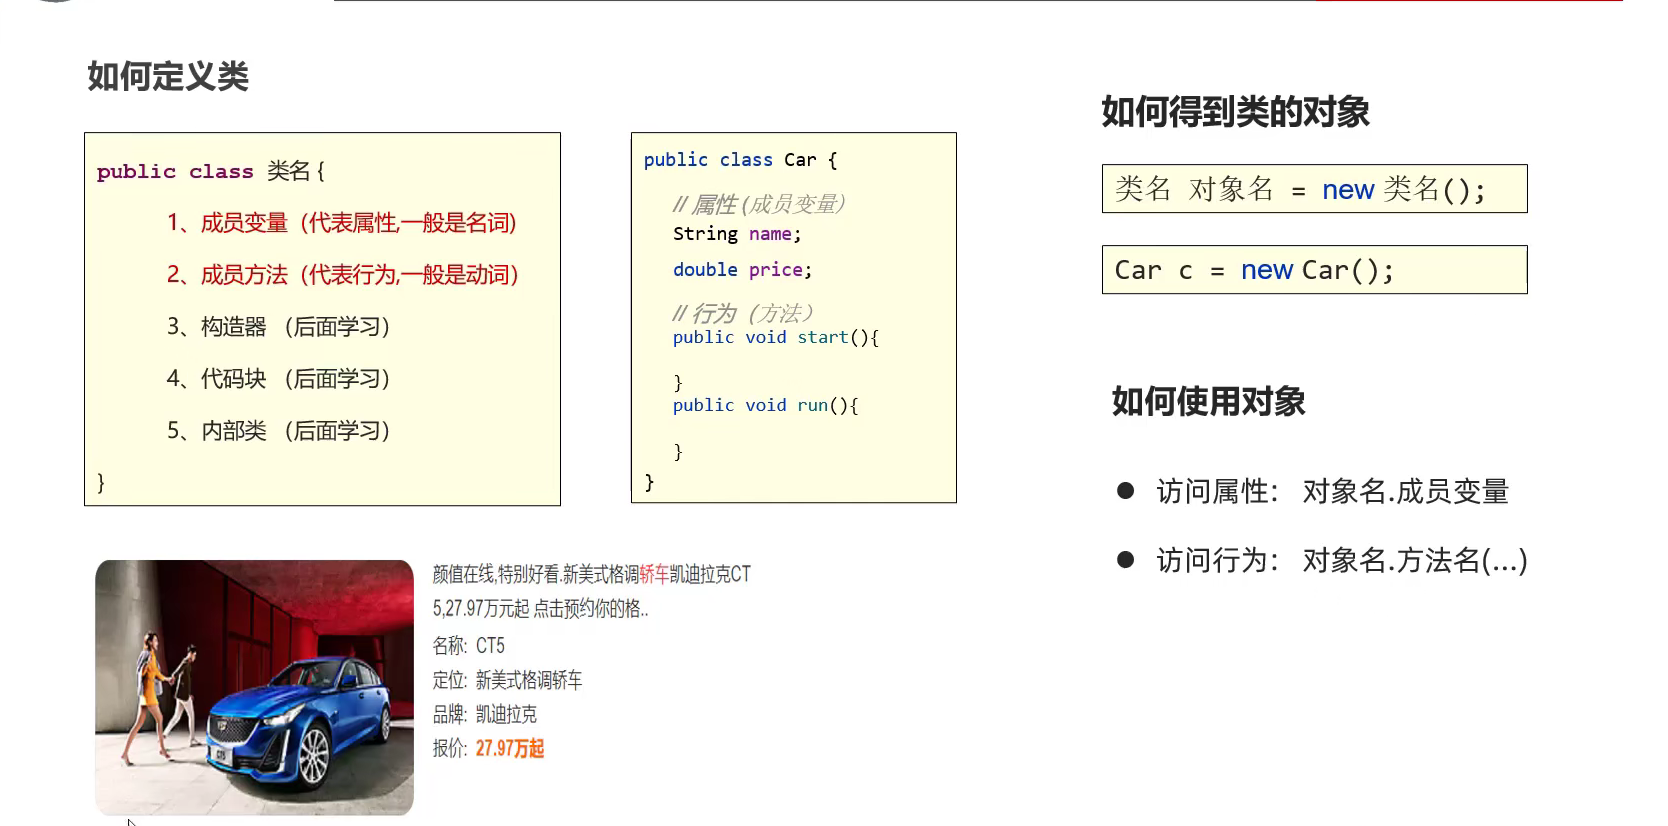 如何定义类
public class 类名 {
1、成员变量（代表属性,一般是名词)
2、成员方法（代表行为,一般是动词）
3、构造器 （后面学习）
4、代码块 （后面学习）
5、内部类 （后面学习）
}
public class Car {
// 属性 (成员变量）
String name;
double price;
// 行为 （方法）
public void start(){
}
public void run(){
}
}
如何得到类的对象
类名 对象名 = new 类名();
Car c = new Car();
如何使用对象
● 访问属性： 对象名.成员变量
● 访问行为： 对象名.方法名(...)
颜值在线,特别好看.新美式格调轿车凯迪拉克CT
5,27.97万元起 点击预约你的格..
名称: CT5
定位: 新美式格调轿车
品牌: 凯迪拉克
报价: 27.97万起
CT5